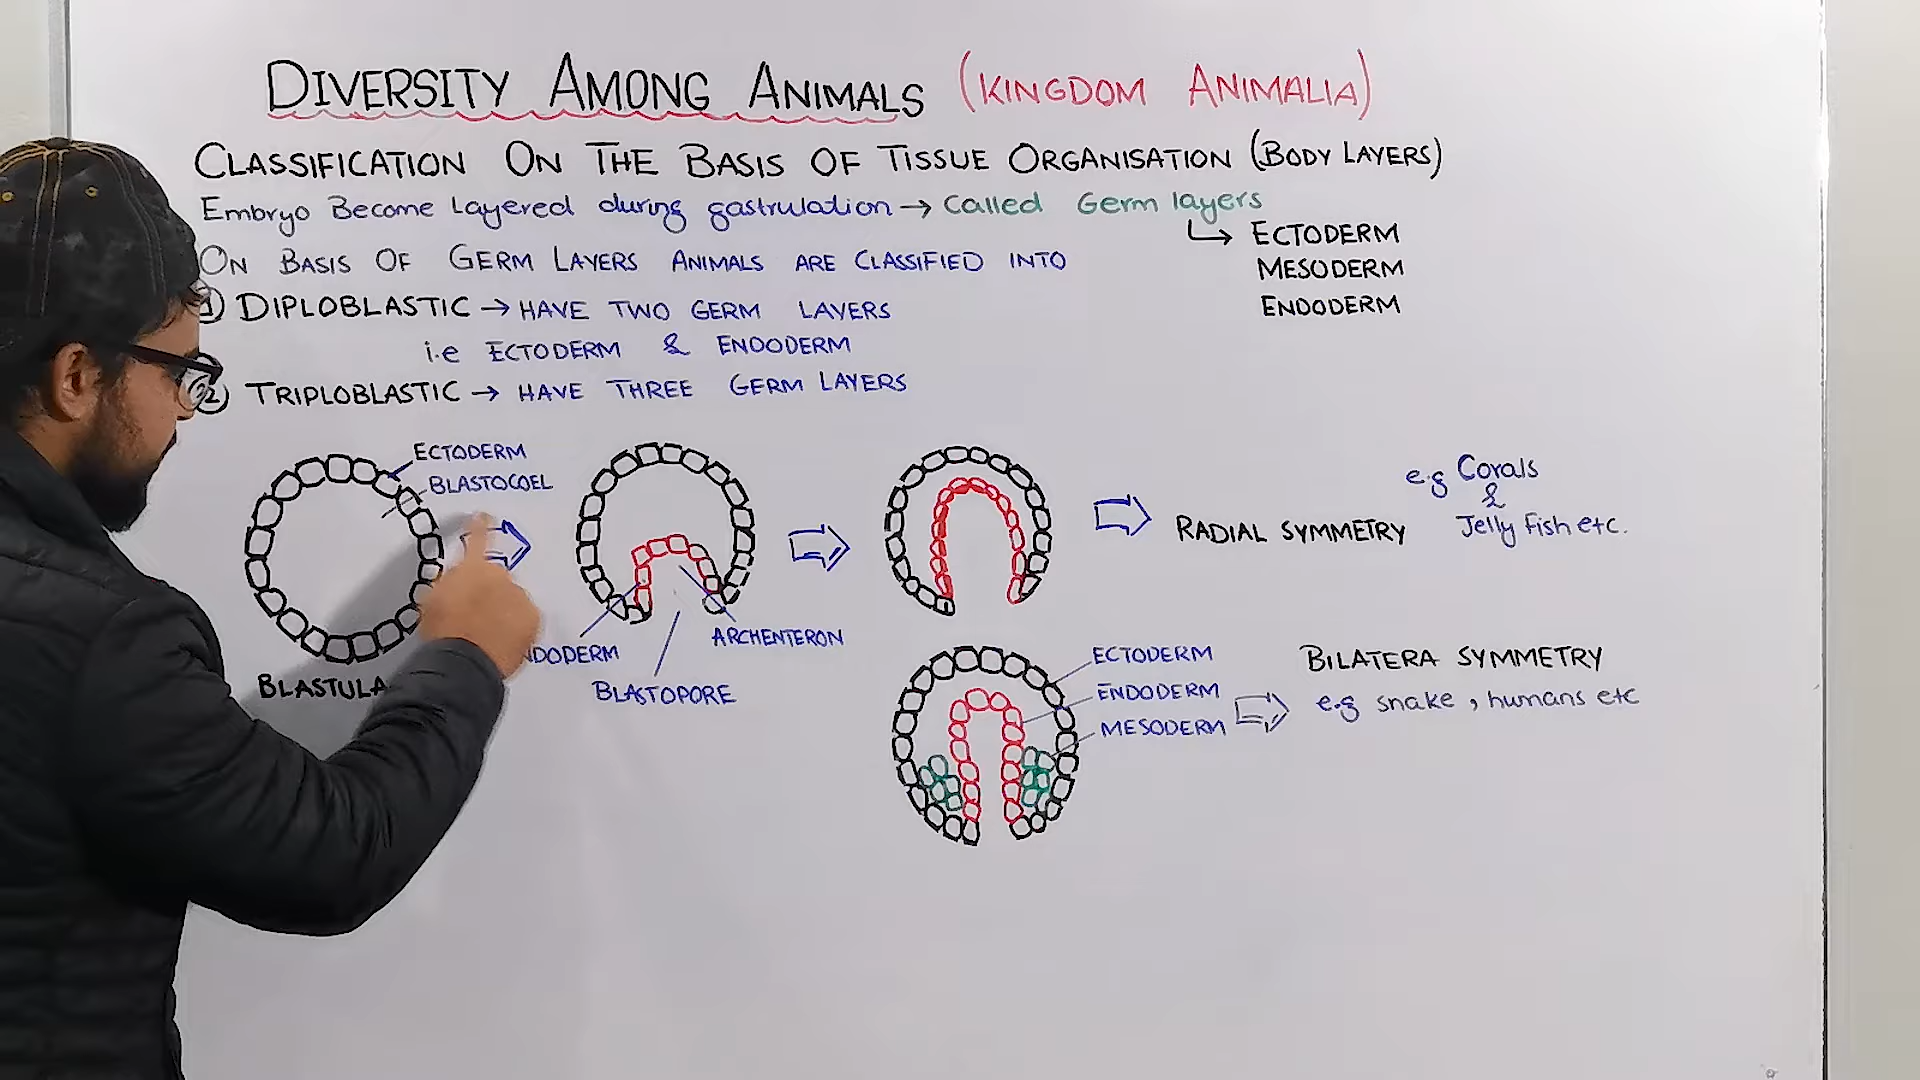 DIVERSITY AMONG ANIMALS (KINGDOM ANIMALIA)
CLASSIFICATION ON THE BASIS OF TISSUE ORGANISATION (BODY LAYERS)
Embryo Become Layered during gastrulation → Called Germ layers
↳ ECTODERM
MESODERM
ENDODERM
ON BASIS OF GERM LAYERS ANIMALS ARE CLASSIFIED INTO
1) DIPLOBLASTIC → HAVE TWO GERM LAYERS
i.e ECTODERM & ENDODERM
2) TRIPLOBLASTIC → HAVE THREE GERM LAYERS
ECTODERM
BLASTOCOEL
BLASTULA
NDODERM
BLASTOPORE
ARCHENTERON
RADIAL SYMMETRY
e.g Corals
&
Jelly fish etc.
ECTODERM
ENDODERM
MESODERM
BILATERA SYMMETRY
e.g snake, humans etc